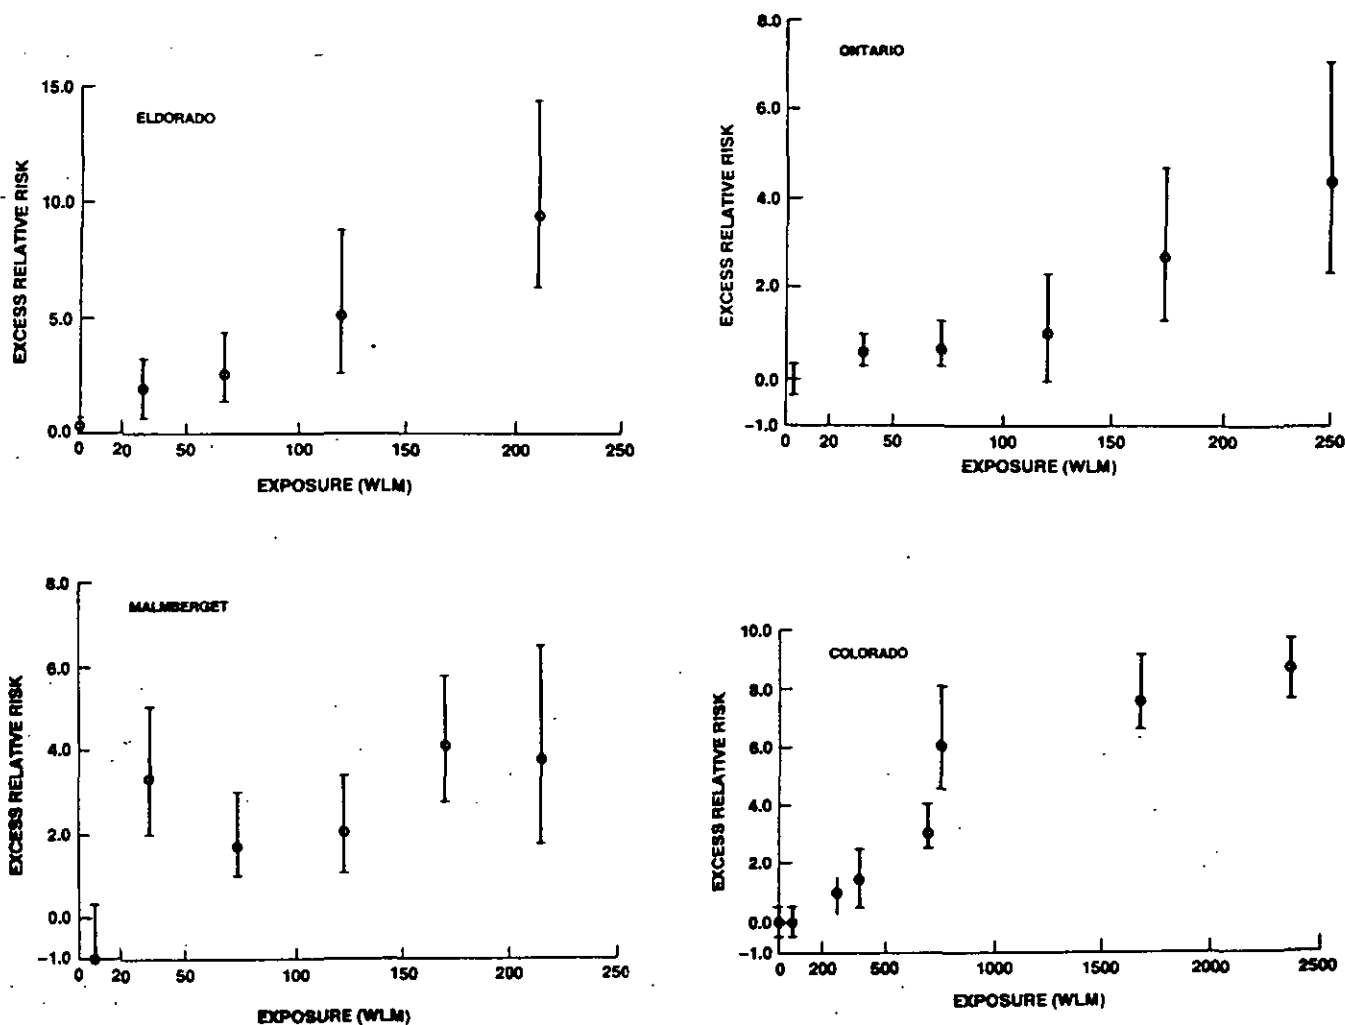 15.0
ELDORADO
10.0
EXCESS RELATIVE RISK
5.0
0.0
0 20 50 100 150 200 250
EXPOSURE (WLM)
8.0
ONTARIO
6.0
EXCESS RELATIVE RISK
4.0
2.0
0.0
-1.0
0 20 50 100 150 200 250
EXPOSURE (WLM)
8.0
MALMBERGET
6.0
EXCESS RELATIVE RISK
4.0
2.0
0.0
-1.0
0 20 50 100 150 200 250
EXPOSURE (WLM)
10.0
COLORADO
8.0
EXCESS RELATIVE RISK
6.0
4.0
2.0
0.0
-1.0
0 200 500 1000 1500 2000 2500
EXPOSURE (WLM)